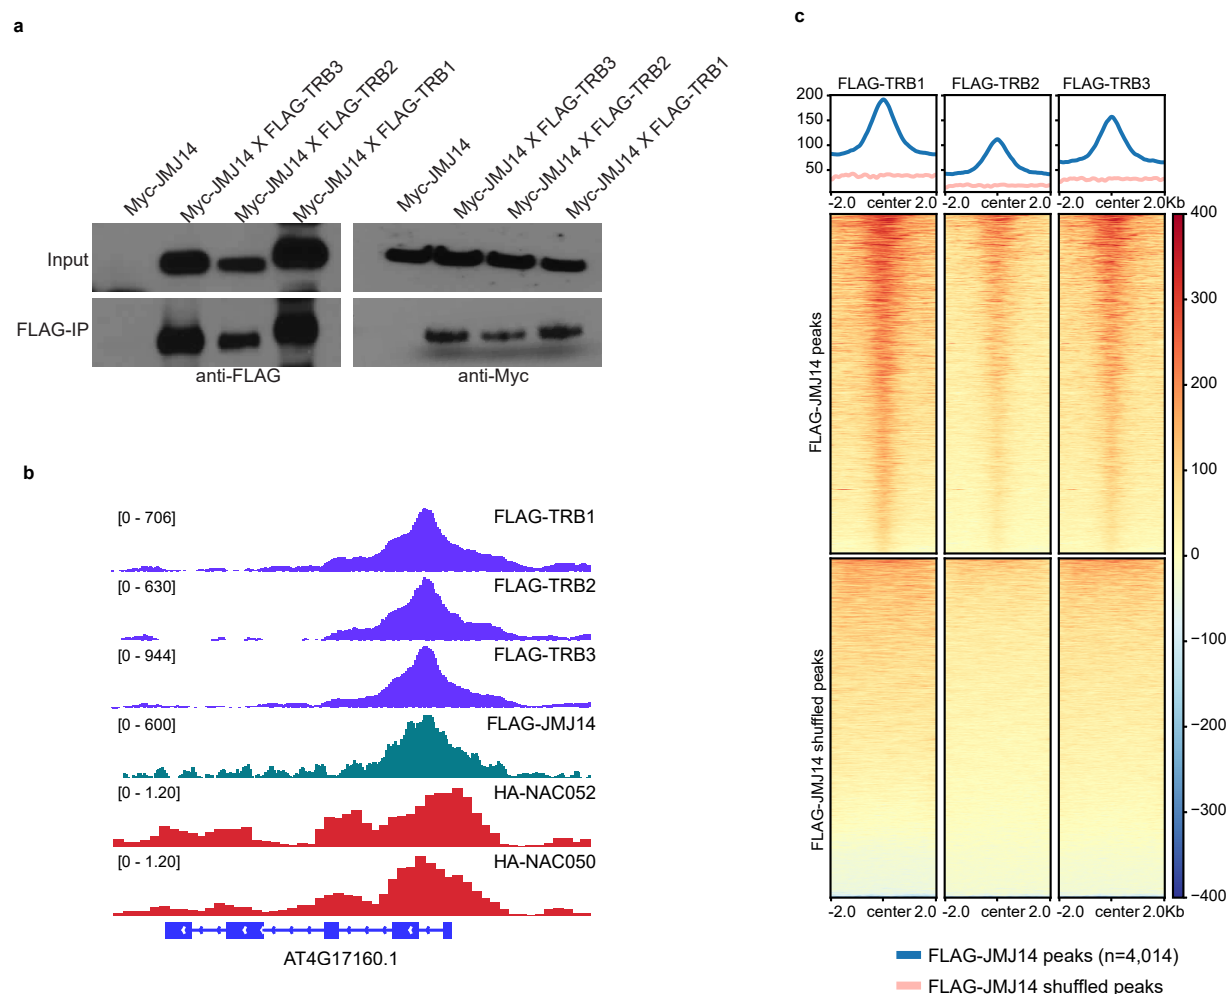 a
Myc-JMJ14
Myc-JMJ14 X FLAG-TRB3
Myc-JMJ14 X FLAG-TRB2
Myc-JMJ14 X FLAG-TRB1
Myc-JMJ14
Myc-JMJ14 X FLAG-TRB3
Myc-JMJ14 X FLAG-TRB2
Myc-JMJ14 X FLAG-TRB1
Input
FLAG-IP
anti-FLAG
anti-Myc
b
[0 - 706]
FLAG-TRB1
[0 - 630]
FLAG-TRB2
[0 - 944]
FLAG-TRB3
[0 - 600]
FLAG-JMJ14
[0 - 1.20]
HA-NAC052
[0 - 1.20]
HA-NAC050
AT4G17160.1
c
FLAG-TRB1
FLAG-TRB2
FLAG-TRB3
200
150
100
50
-2.0 center 2.0
-2.0 center 2.0
-2.0 center 2.0Kb
FLAG-JMJ14 peaks
FLAG-JMJ14 shuffled peaks
400
300
200
100
0
−100
−200
−300
−400
-2.0 center 2.0
-2.0 center 2.0
-2.0 center 2.0Kb
FLAG-JMJ14 peaks (n=4,014)
FLAG-JMJ14 shuffled peaks